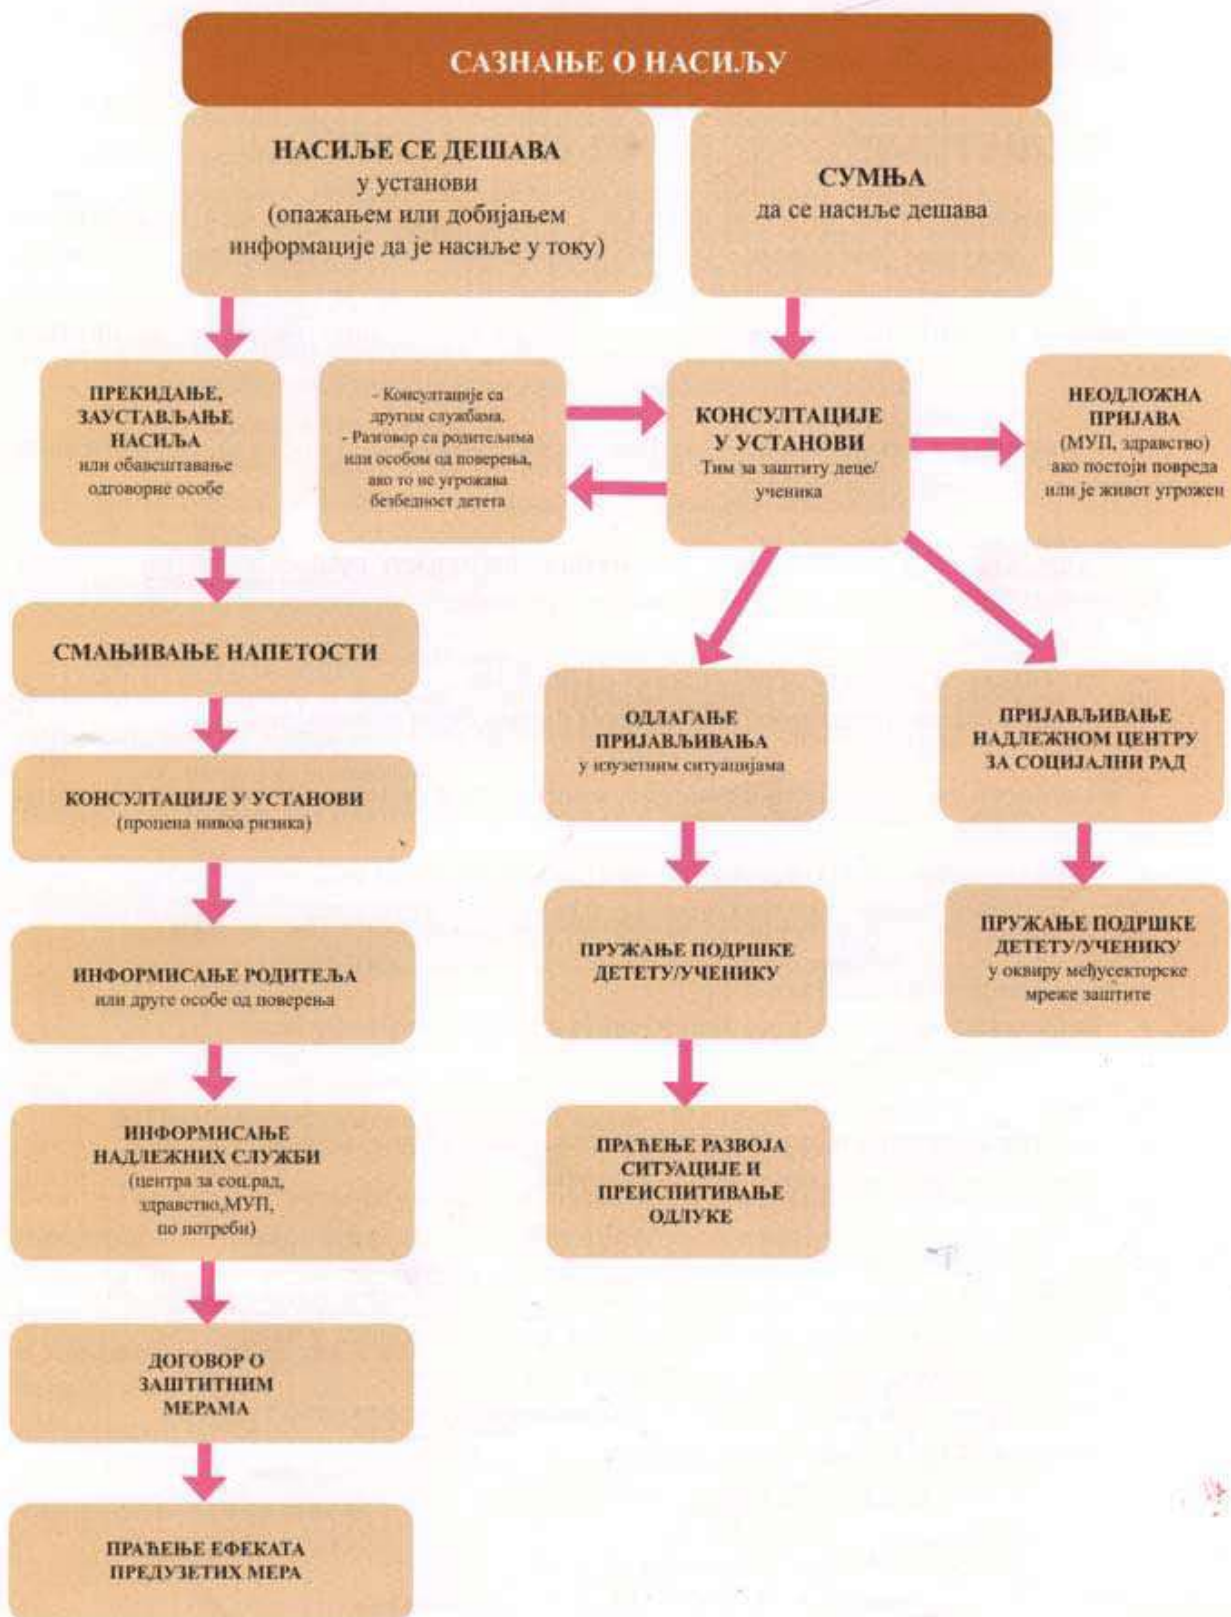 САЗНАЊЕ О НАСИЉУ
НАСИЉЕ СЕ ДЕШАВА
у установи
(опажањем или добијањем
информације да је насиље у току)
СУМЊА
да се насиље дешава
ПРЕКИДАЊЕ,
ЗАУСТАВЉАЊЕ
НАСИЉА
или обавештавање
одговорне особе
- Консултације са
другим службама.
- Разговор са родитељима
или особом од поверења,
ако то не угрожава
безбедност детета
КОНСУЛТАЦИЈЕ
У УСТАНОВИ
Тим за заштиту деце/
ученика
НЕОДЛОЖНА
ПРИЈАВА
(МУП, здравство)
ако постоји повреда
или је живот угрожен
СМАЊИВАЊЕ НАПЕТОСТИ
КОНСУЛТАЦИЈЕ У УСТАНОВИ
(процена нивоа ризика)
ИНФОРМИСАЊЕ РОДИТЕЉА
или друге особе од поверења
ИНФОРМИСАЊЕ
НАДЛЕЖНИХ СЛУЖБИ
(центра за соц.рад,
здравство,МУП,
по потреби)
ДОГОВОР О
ЗАШТИТНИМ
МЕРАМА
ПРАЋЕЊЕ ЕФЕКАТА
ПРЕДУЗЕТИХ МЕРА
ОДЛАГАЊЕ
ПРИЈАВЉИВАЊА
у изузетним ситуацијама
ПРУЖАЊЕ ПОДРШКЕ
ДЕТЕТУ/УЧЕНИКУ
ПРАЋЕЊЕ РАЗВОЈА
СИТУАЦИЈЕ И
ПРЕИСПИТИВАЊЕ
ОДЛУКЕ
ПРИЈАВЉИВАЊЕ
НАДЛЕЖНОМ ЦЕНТРУ
ЗА СОЦИЈАЛНИ РАД
ПРУЖАЊЕ ПОДРШКЕ
ДЕТЕТУ/УЧЕНИКУ
у оквиру међусекторске
мреже заштите